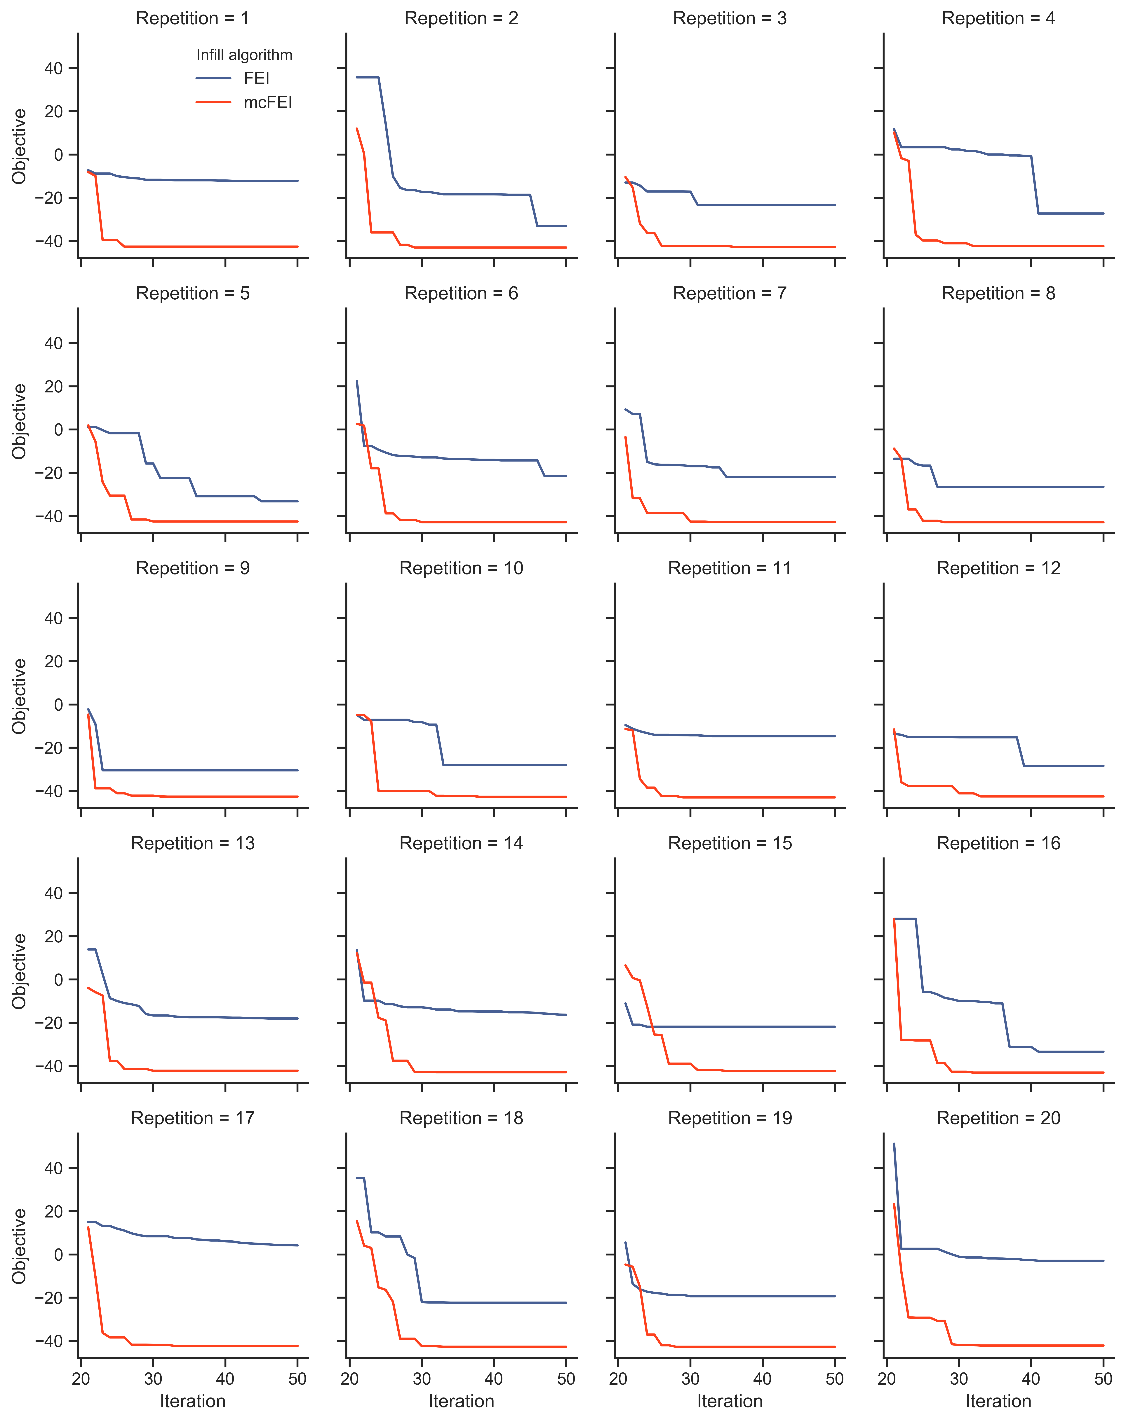 Repetition = 1
Repetition = 2
Repetition = 3
Repetition = 4
Infill algorithm
FEI
mcFEI
Objective
40
20
0
−20
−40
Repetition = 5
Repetition = 6
Repetition = 7
Repetition = 8
Objective
40
20
0
−20
−40
Repetition = 9
Repetition = 10
Repetition = 11
Repetition = 12
Objective
40
20
0
−20
−40
Repetition = 13
Repetition = 14
Repetition = 15
Repetition = 16
Objective
40
20
0
−20
−40
Repetition = 17
Repetition = 18
Repetition = 19
Repetition = 20
Objective
40
20
0
−20
−40
20 30 40 50
20 30 40 50
20 30 40 50
20 30 40 50
Iteration
Iteration
Iteration
Iteration